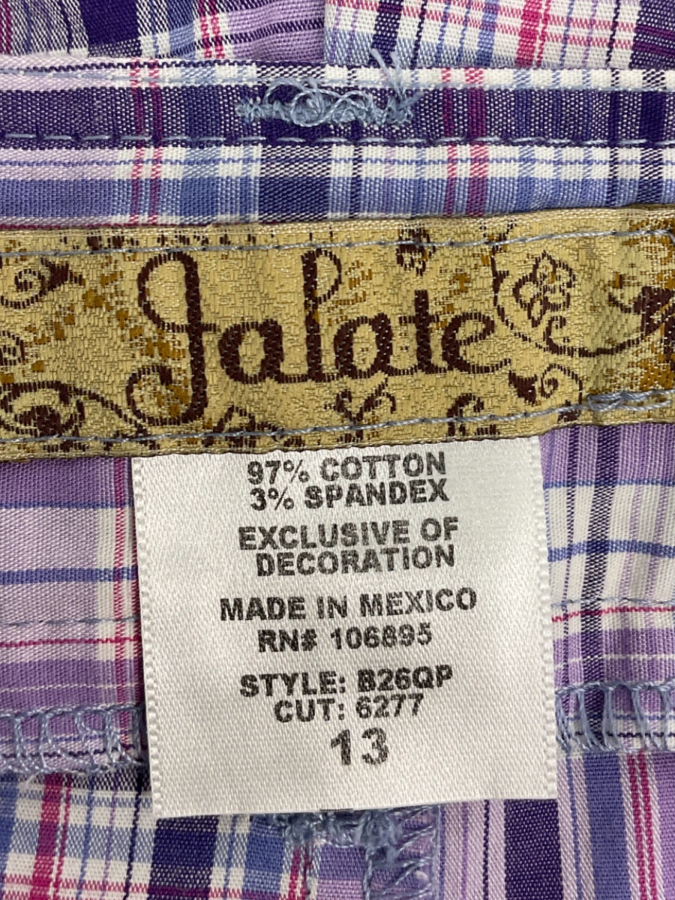 Jalate
97% COTTON
3% SPANDEX
EXCLUSIVE OF
DECORATION
MADE IN MEXICO
RN# 106895
STYLE: B26QP
CUT: 6277
13